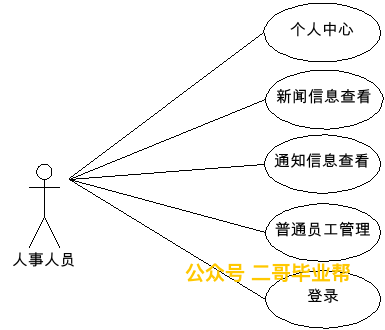 个人中心
新闻信息查看
通知信息查看
人事人员
普通员工管理
公众号 二哥毕业帮
登录